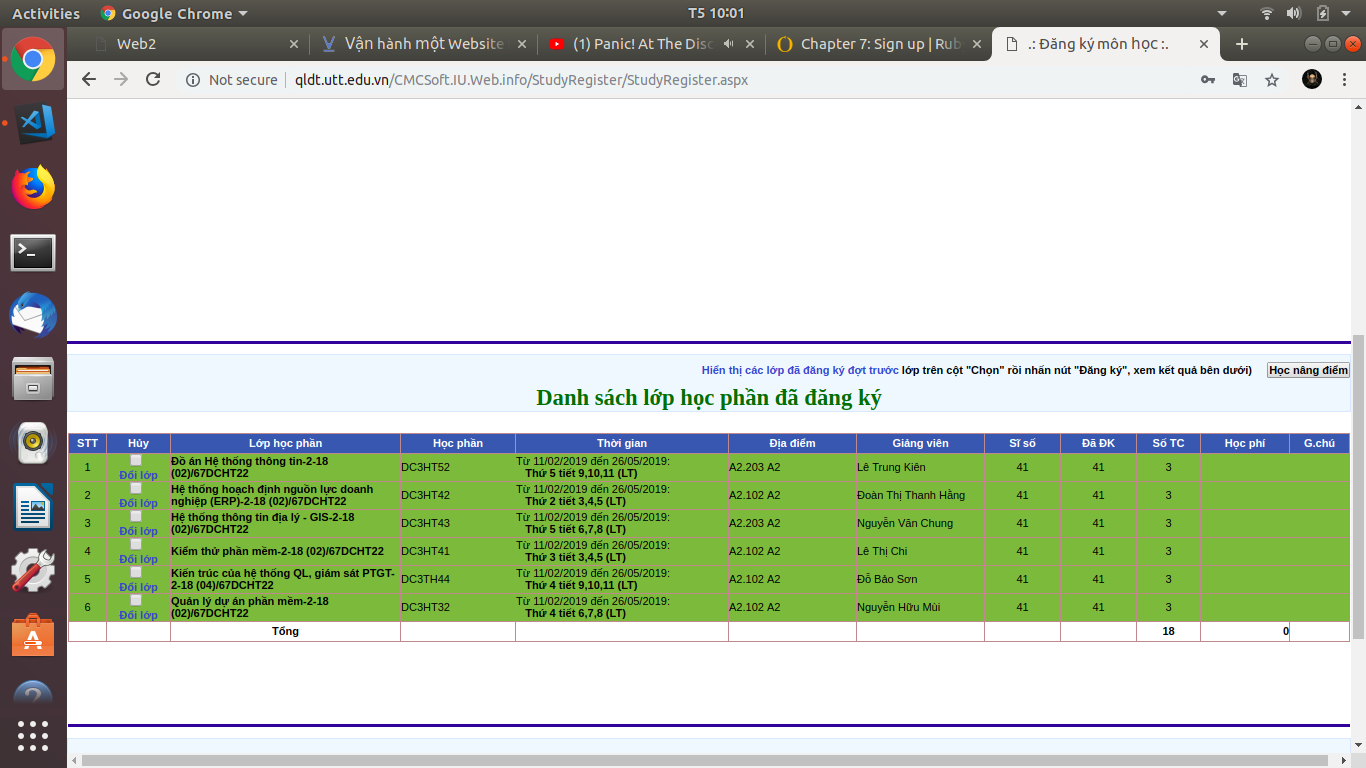 Activities Google Chrome T5 10:01
Web2 Vận hành một Website (1) Panic! At The Disc Chapter 7: Sign up | Rub .: Đăng ký môn học :.
Not secure qldt.utt.edu.vn/CMCSoft.IU.Web.info/StudyRegister/StudyRegister.aspx
Hiển thị các lớp đã đăng ký đợt trước lớp trên cột "Chọn" rồi nhấn nút "Đăng ký", xem kết quả bên dưới) Học nâng điểm
Danh sách lớp học phần đã đăng ký
STT Hủy Lớp học phần Học phần Thời gian Địa điểm Giảng viên Sĩ số Đã ĐK Số TC Học phí G.chú
1 Đổi lớp Đồ án Hệ thống thông tin-2-18 (02)/67DCHT22 DC3HT52 Từ 11/02/2019 đến 26/05/2019: Thứ 5 tiết 9,10,11 (LT) A2.203 A2 Lê Trung Kiên 41 41 3
2 Đổi lớp Hệ thống hoạch định nguồn lực doanh nghiệp (ERP)-2-18 (02)/67DCHT22 DC3HT42 Từ 11/02/2019 đến 26/05/2019: Thứ 2 tiết 3,4,5 (LT) A2.102 A2 Đoàn Thị Thanh Hằng 41 41 3
3 Đổi lớp Hệ thống thông tin địa lý - GIS-2-18 (02)/67DCHT22 DC3HT43 Từ 11/02/2019 đến 26/05/2019: Thứ 5 tiết 6,7,8 (LT) A2.203 A2 Nguyễn Văn Chung 41 41 3
4 Đổi lớp Kiểm thử phần mềm-2-18 (02)/67DCHT22 DC3HT41 Từ 11/02/2019 đến 26/05/2019: Thứ 3 tiết 3,4,5 (LT) A2.102 A2 Lê Thị Chi 41 41 3
5 Đổi lớp Kiến trúc của hệ thống QL, giám sát PTGT-2-18 (04)/67DCHT22 DC3TH44 Từ 11/02/2019 đến 26/05/2019: Thứ 4 tiết 9,10,11 (LT) A2.102 A2 Đỗ Bảo Sơn 41 41 3
6 Đổi lớp Quản lý dự án phần mềm-2-18 (02)/67DCHT22 DC3HT32 Từ 11/02/2019 đến 26/05/2019: Thứ 4 tiết 6,7,8 (LT) A2.102 A2 Nguyễn Hữu Mùi 41 41 3
Tổng 18 0